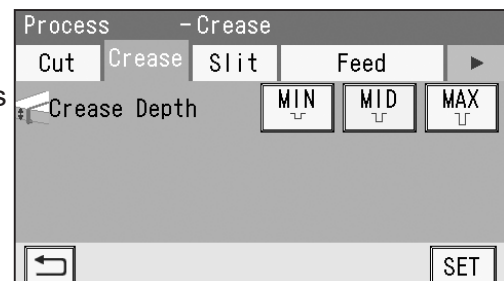 Process - Crease
Cut Crease Slit Feed ►
s
Crease Depth MIN MID MAX
SET